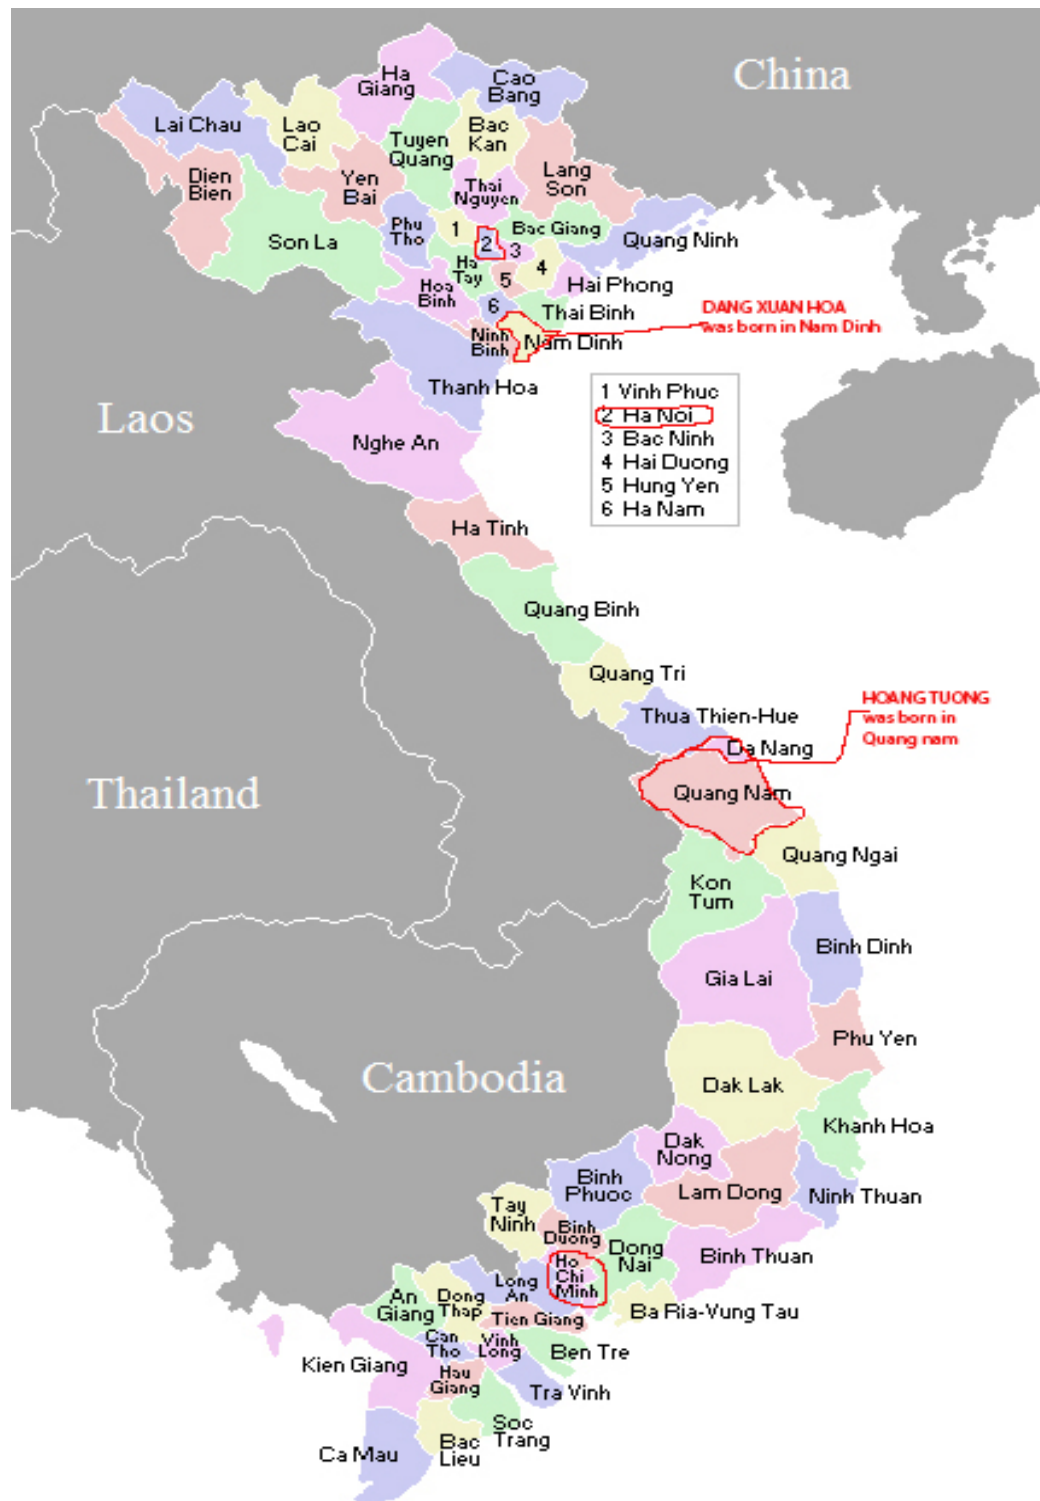 China
Ha
Giang
Cao
Bang
Lai Chau
Lao
Cai
Tuyen
Quang
Bac
Kan
Dien
Bien
Yen
Bai
Thai
Nguyen
Lang
Son
Son La
Phu
Tho
1
2
3
Bac Giang
Quang Ninh
Ha
Tay
4
5
Hoa
Binh
Hai Phong
6
Thai Binh
DANG XUAN HOA
was born in Nam Dinh
Ninh
Binh
Nam Dinh
Thanh Hoa
1 Vinh Phuc
2 Ha Noi
3 Bac Ninh
4 Hai Duong
5 Hung Yen
6 Ha Nam
Laos
Nghe An
Ha Tinh
Quang Binh
Quang Tri
Thua Thien-Hue
HOANG TUONG
was born in
Quang nam
Da Nang
Thailand
Quang Nam
Quang Ngai
Kon
Tum
Binh Dinh
Gia Lai
Phu Yen
Cambodia
Dak Lak
Khanh Hoa
Dak
Nong
Binh
Phuoc
Lam Dong
Ninh Thuan
Tay
Ninh
Binh
Duong
Dong
Nai
Binh Thuan
Ho
Chi
Minh
Long
An
An
Giang
Dong
Thap
Tien Giang
Ba Ria-Vung Tau
Can
Tho
Vinh
Long
Ben Tre
Kien Giang
Hau
Giang
Tra Vinh
Soc
Trang
Bac
Lieu
Ca Mau